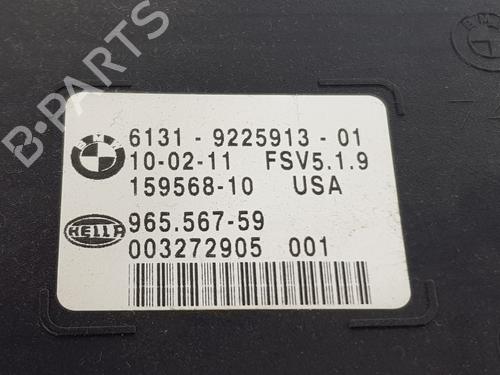 B-PARTS
BMW
6131 - 9225913 - 01
10-02-11 FSV5.1.9
159568-10 USA
HELLA
965.567-59
003272905 001